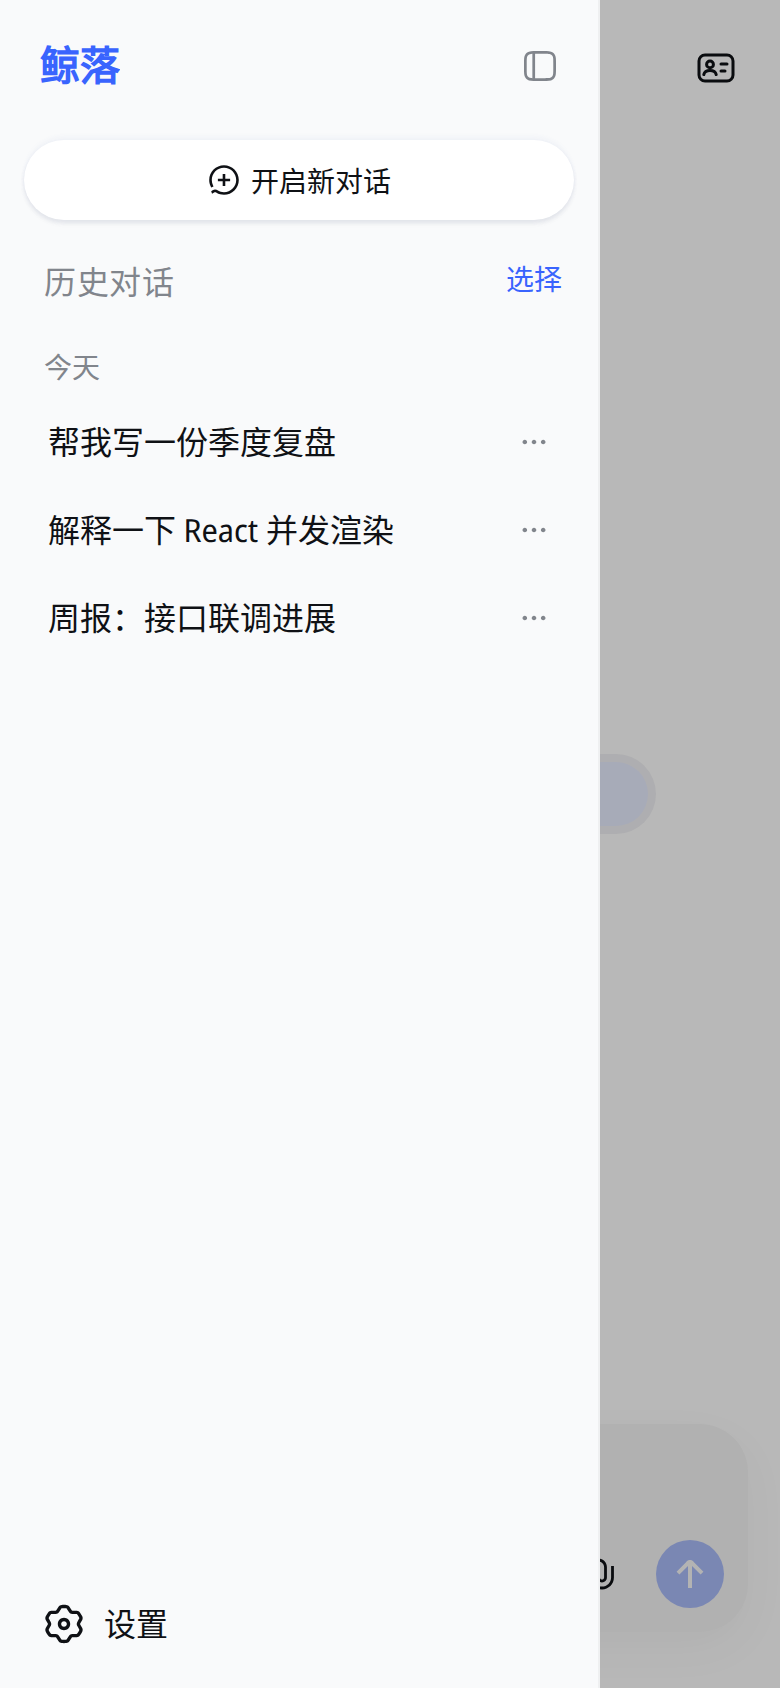 鲸落
开启新对话
历史对话
选择
今天
帮我写一份季度复盘
解释一下 React 并发渲染
周报：接口联调进展
设置